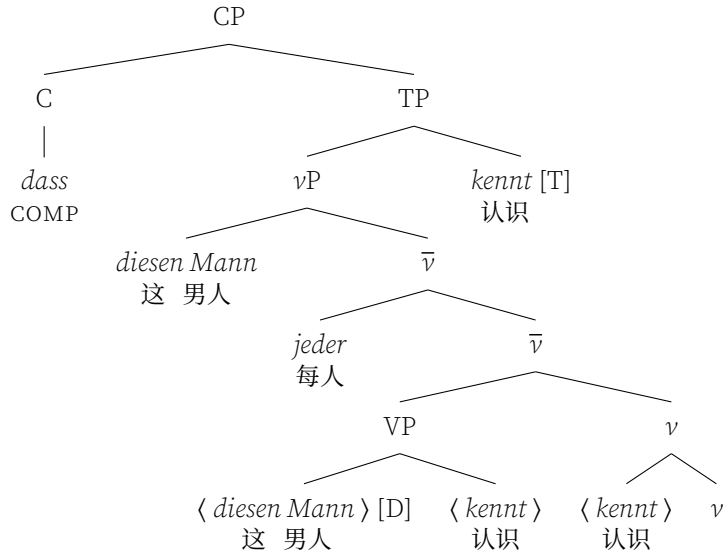 CP
C TP
dass vP kennt [T]
COMP 认识
diesen Mann v̅
这 男人
jeder v̅
每人
VP v
⟨ diesen Mann ⟩ [D] ⟨ kennt ⟩ ⟨ kennt ⟩ v
这 男人 认识 认识